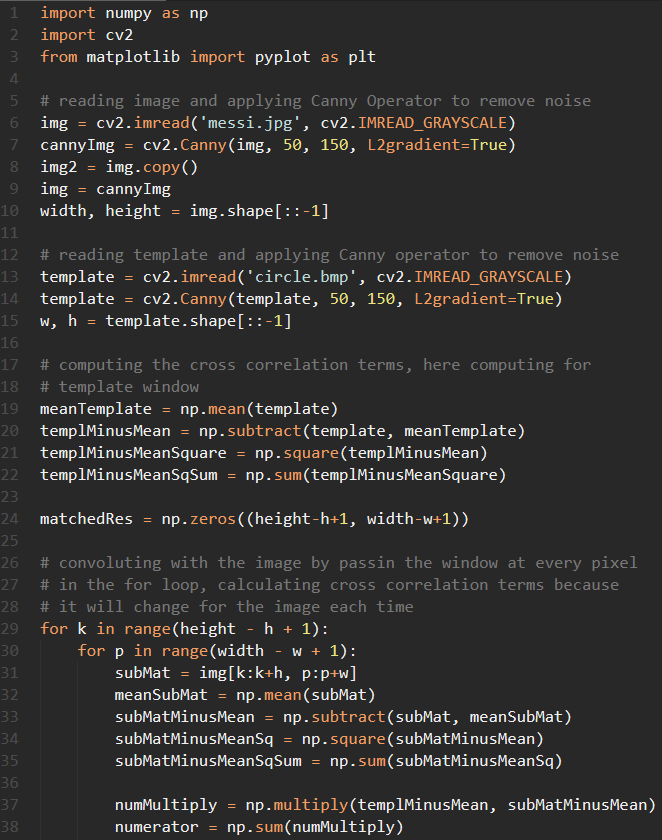 1 import numpy as np
2 import cv2
3 from matplotlib import pyplot as plt
4
5 # reading image and applying Canny Operator to remove noise
6 img = cv2.imread('messi.jpg', cv2.IMREAD_GRAYSCALE)
7 cannyImg = cv2.Canny(img, 50, 150, L2gradient=True)
8 img2 = img.copy()
9 img = cannyImg
10 width, height = img.shape[::-1]
11
12 # reading template and applying Canny operator to remove noise
13 template = cv2.imread('circle.bmp', cv2.IMREAD_GRAYSCALE)
14 template = cv2.Canny(template, 50, 150, L2gradient=True)
15 w, h = template.shape[::-1]
16
17 # computing the cross correlation terms, here computing for
18 # template window
19 meanTemplate = np.mean(template)
20 templMinusMean = np.subtract(template, meanTemplate)
21 templMinusMeanSquare = np.square(templMinusMean)
22 templMinusMeanSqSum = np.sum(templMinusMeanSquare)
23
24 matchedRes = np.zeros((height-h+1, width-w+1))
25
26 # convoluting with the image by passin the window at every pixel
27 # in the for loop, calculating cross correlation terms because
28 # it will change for the image each time
29 for k in range(height - h + 1):
30     for p in range(width - w + 1):
31         subMat = img[k:k+h, p:p+w]
32         meanSubMat = np.mean(subMat)
33         subMatMinusMean = np.subtract(subMat, meanSubMat)
34         subMatMinusMeanSq = np.square(subMatMinusMean)
35         subMatMinusMeanSqSum = np.sum(subMatMinusMeanSq)
36
37         numMultiply = np.multiply(templMinusMean, subMatMinusMean)
38         numerator = np.sum(numMultiply)